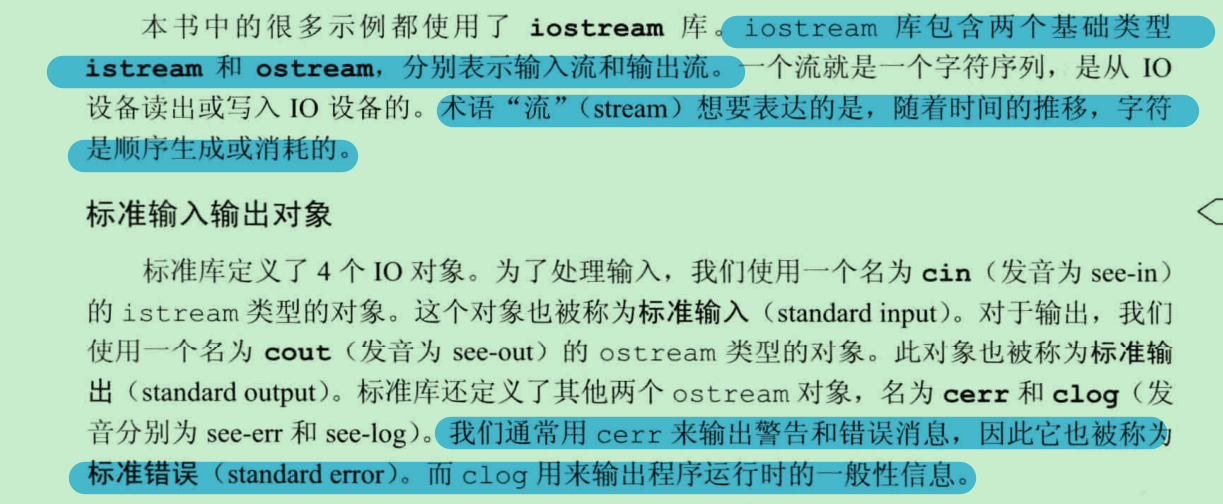 本书中的很多示例都使用了 iostream 库。iostream 库包含两个基础类型
istream 和 ostream，分别表示输入流和输出流。一个流就是一个字符序列，是从 IO
设备读出或写入 IO 设备的。术语“流”（stream）想要表达的是，随着时间的推移，字符
是顺序生成或消耗的。
标准输入输出对象
标准库定义了 4 个 IO 对象。为了处理输入，我们使用一个名为 cin（发音为 see-in）
的 istream 类型的对象。这个对象也被称为标准输入（standard input）。对于输出，我们
使用一个名为 cout（发音为 see-out）的 ostream 类型的对象。此对象也被称为标准输
出（standard output）。标准库还定义了其他两个 ostream 对象，名为 cerr 和 clog（发
音分别为 see-err 和 see-log）。我们通常用 cerr 来输出警告和错误消息，因此它也被称为
标准错误（standard error）。而 clog 用来输出程序运行时的一般性信息。